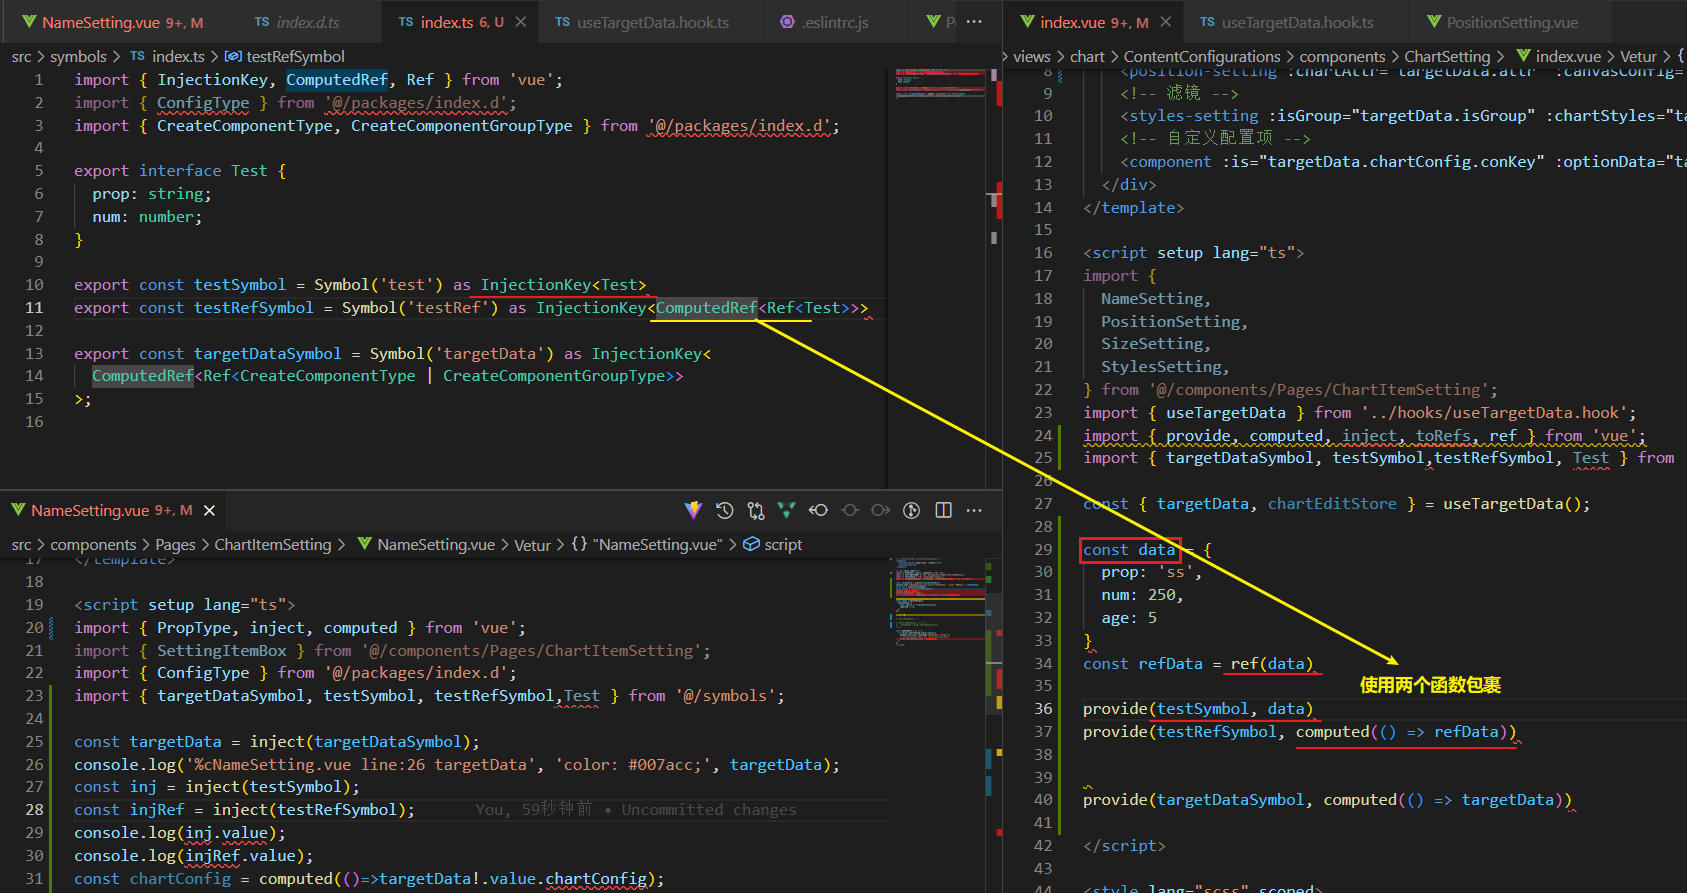 NameSetting.vue 9+, M
TS index.d.ts
TS index.ts 6, U ✕
TS useTargetData.hook.ts
.eslintrc.js
···
src > symbols > TS index.ts > testRefSymbol
1 import { InjectionKey, ComputedRef, Ref } from 'vue';
2 import { ConfigType } from '@/packages/index.d';
3 import { CreateComponentType, CreateComponentGroupType } from '@/packages/index.d';
4
5 export interface Test {
6 prop: string;
7 num: number;
8 }
9
10 export const testSymbol = Symbol('test') as InjectionKey<Test>
11 export const testRefSymbol = Symbol('testRef') as InjectionKey<ComputedRef<Ref<Test>>>
12
13 export const targetDataSymbol = Symbol('targetData') as InjectionKey<
14 ComputedRef<Ref<CreateComponentType | CreateComponentGroupType>>
15 >;
16
NameSetting.vue 9+, M ✕
···
src > components > Pages > ChartItemSetting > NameSetting.vue > Vetur > {} "NameSetting.vue" > script
17 </template>
18
19 <script setup lang="ts">
20 import { PropType, inject, computed } from 'vue';
21 import { SettingItemBox } from '@/components/Pages/ChartItemSetting';
22 import { ConfigType } from '@/packages/index.d';
23 import { targetDataSymbol, testSymbol, testRefSymbol,Test } from '@/symbols';
24
25 const targetData = inject(targetDataSymbol);
26 console.log('%cNameSetting.vue line:26 targetData', 'color: #007acc;', targetData);
27 const inj = inject(testSymbol);
28 const injRef = inject(testRefSymbol); You, 59秒钟前 • Uncommitted changes
29 console.log(inj.value);
30 console.log(injRef.value);
31 const chartConfig = computed(()=>targetData!.value.chartConfig);
index.vue 9+, M ✕
TS useTargetData.hook.ts
PositionSetting.vue
> views > chart > ContentConfigurations > components > ChartSetting > index.vue > Vetur > {
8 <position-setting :chartAttr="targetData.attr" :canvasConfig=
9 <!-- 滤镜 -->
10 <styles-setting :isGroup="targetData.isGroup" :chartStyles="ta
11 <!-- 自定义配置项 -->
12 <component :is="targetData.chartConfig.conKey" :optionData="ta
13 </div>
14 </template>
15
16 <script setup lang="ts">
17 import {
18 NameSetting,
19 PositionSetting,
20 SizeSetting,
21 StylesSetting,
22 } from '@/components/Pages/ChartItemSetting';
23 import { useTargetData } from '../hooks/useTargetData.hook';
24 import { provide, computed, inject, toRefs, ref } from 'vue';
25 import { targetDataSymbol, testSymbol,testRefSymbol, Test } from
26
27 const { targetData, chartEditStore } = useTargetData();
28
29 const data = {
30 prop: 'ss',
31 num: 250,
32 age: 5
33 }
34 const refData = ref(data)
35 使用两个函数包裹
36 provide(testSymbol, data)
37 provide(testRefSymbol, computed(() => refData))
38
39
40 provide(targetDataSymbol, computed(() => targetData))
41
42 </script>
43
44 <style lang="scss" scoped>